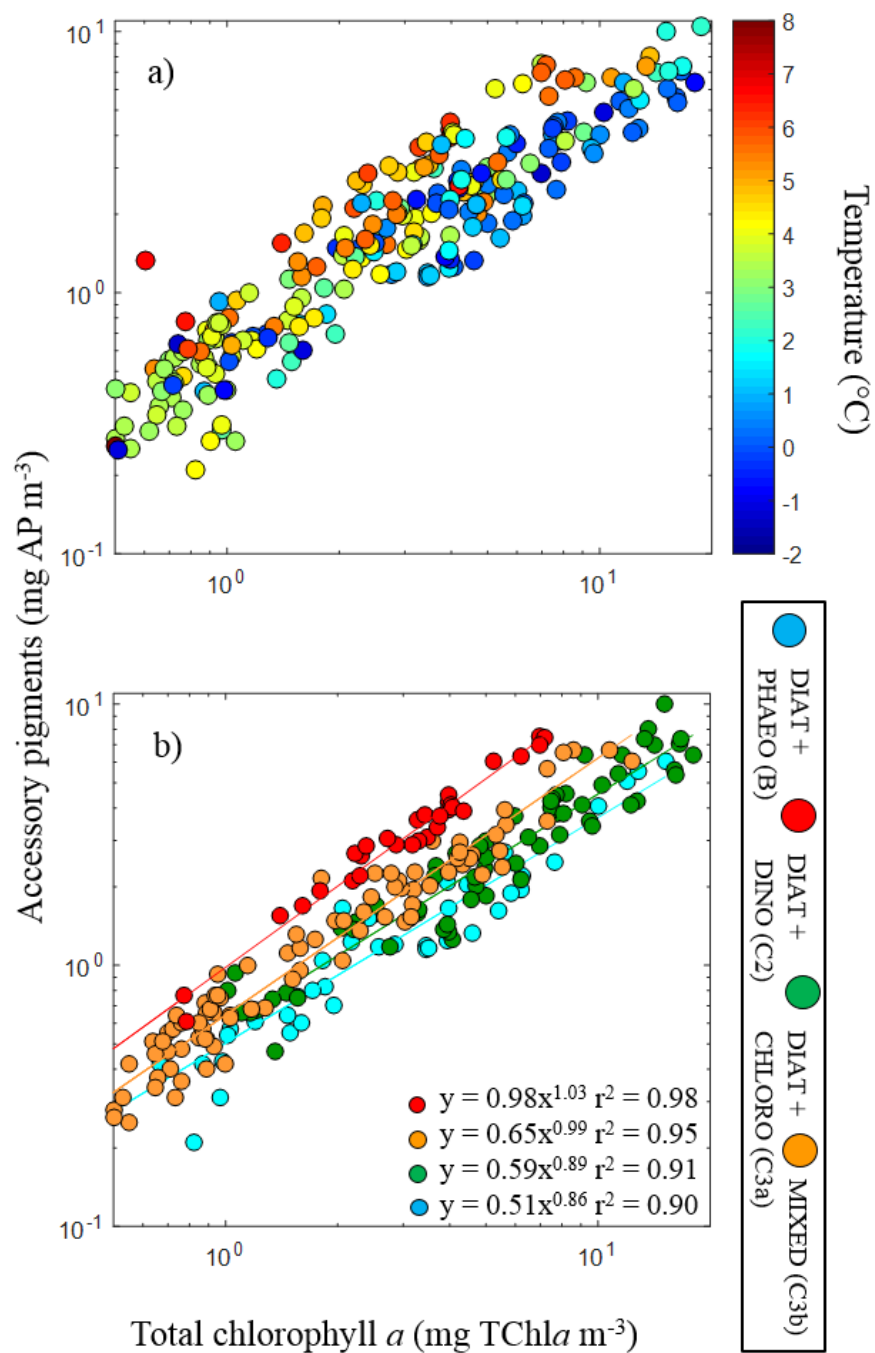 a)
10¹
10⁰
10⁻¹
10⁰
10¹
8
7
6
5
4
3
2
1
0
-1
-2
Temperature (°C)
Accessory pigments (mg AP m⁻³)
b)
10¹
10⁰
10⁻¹
y = 0.98x¹·⁰³ r² = 0.98
y = 0.65x⁰·⁹⁹ r² = 0.95
y = 0.59x⁰·⁸⁹ r² = 0.91
y = 0.51x⁰·⁸⁶ r² = 0.90
10⁰
10¹
Total chlorophyll a (mg TChla m⁻³)
DIAT +
PHAEO (B)
DIAT +
DINO (C2)
DIAT +
CHLORO (C3a)
DIAT +
MIXED (C3b)